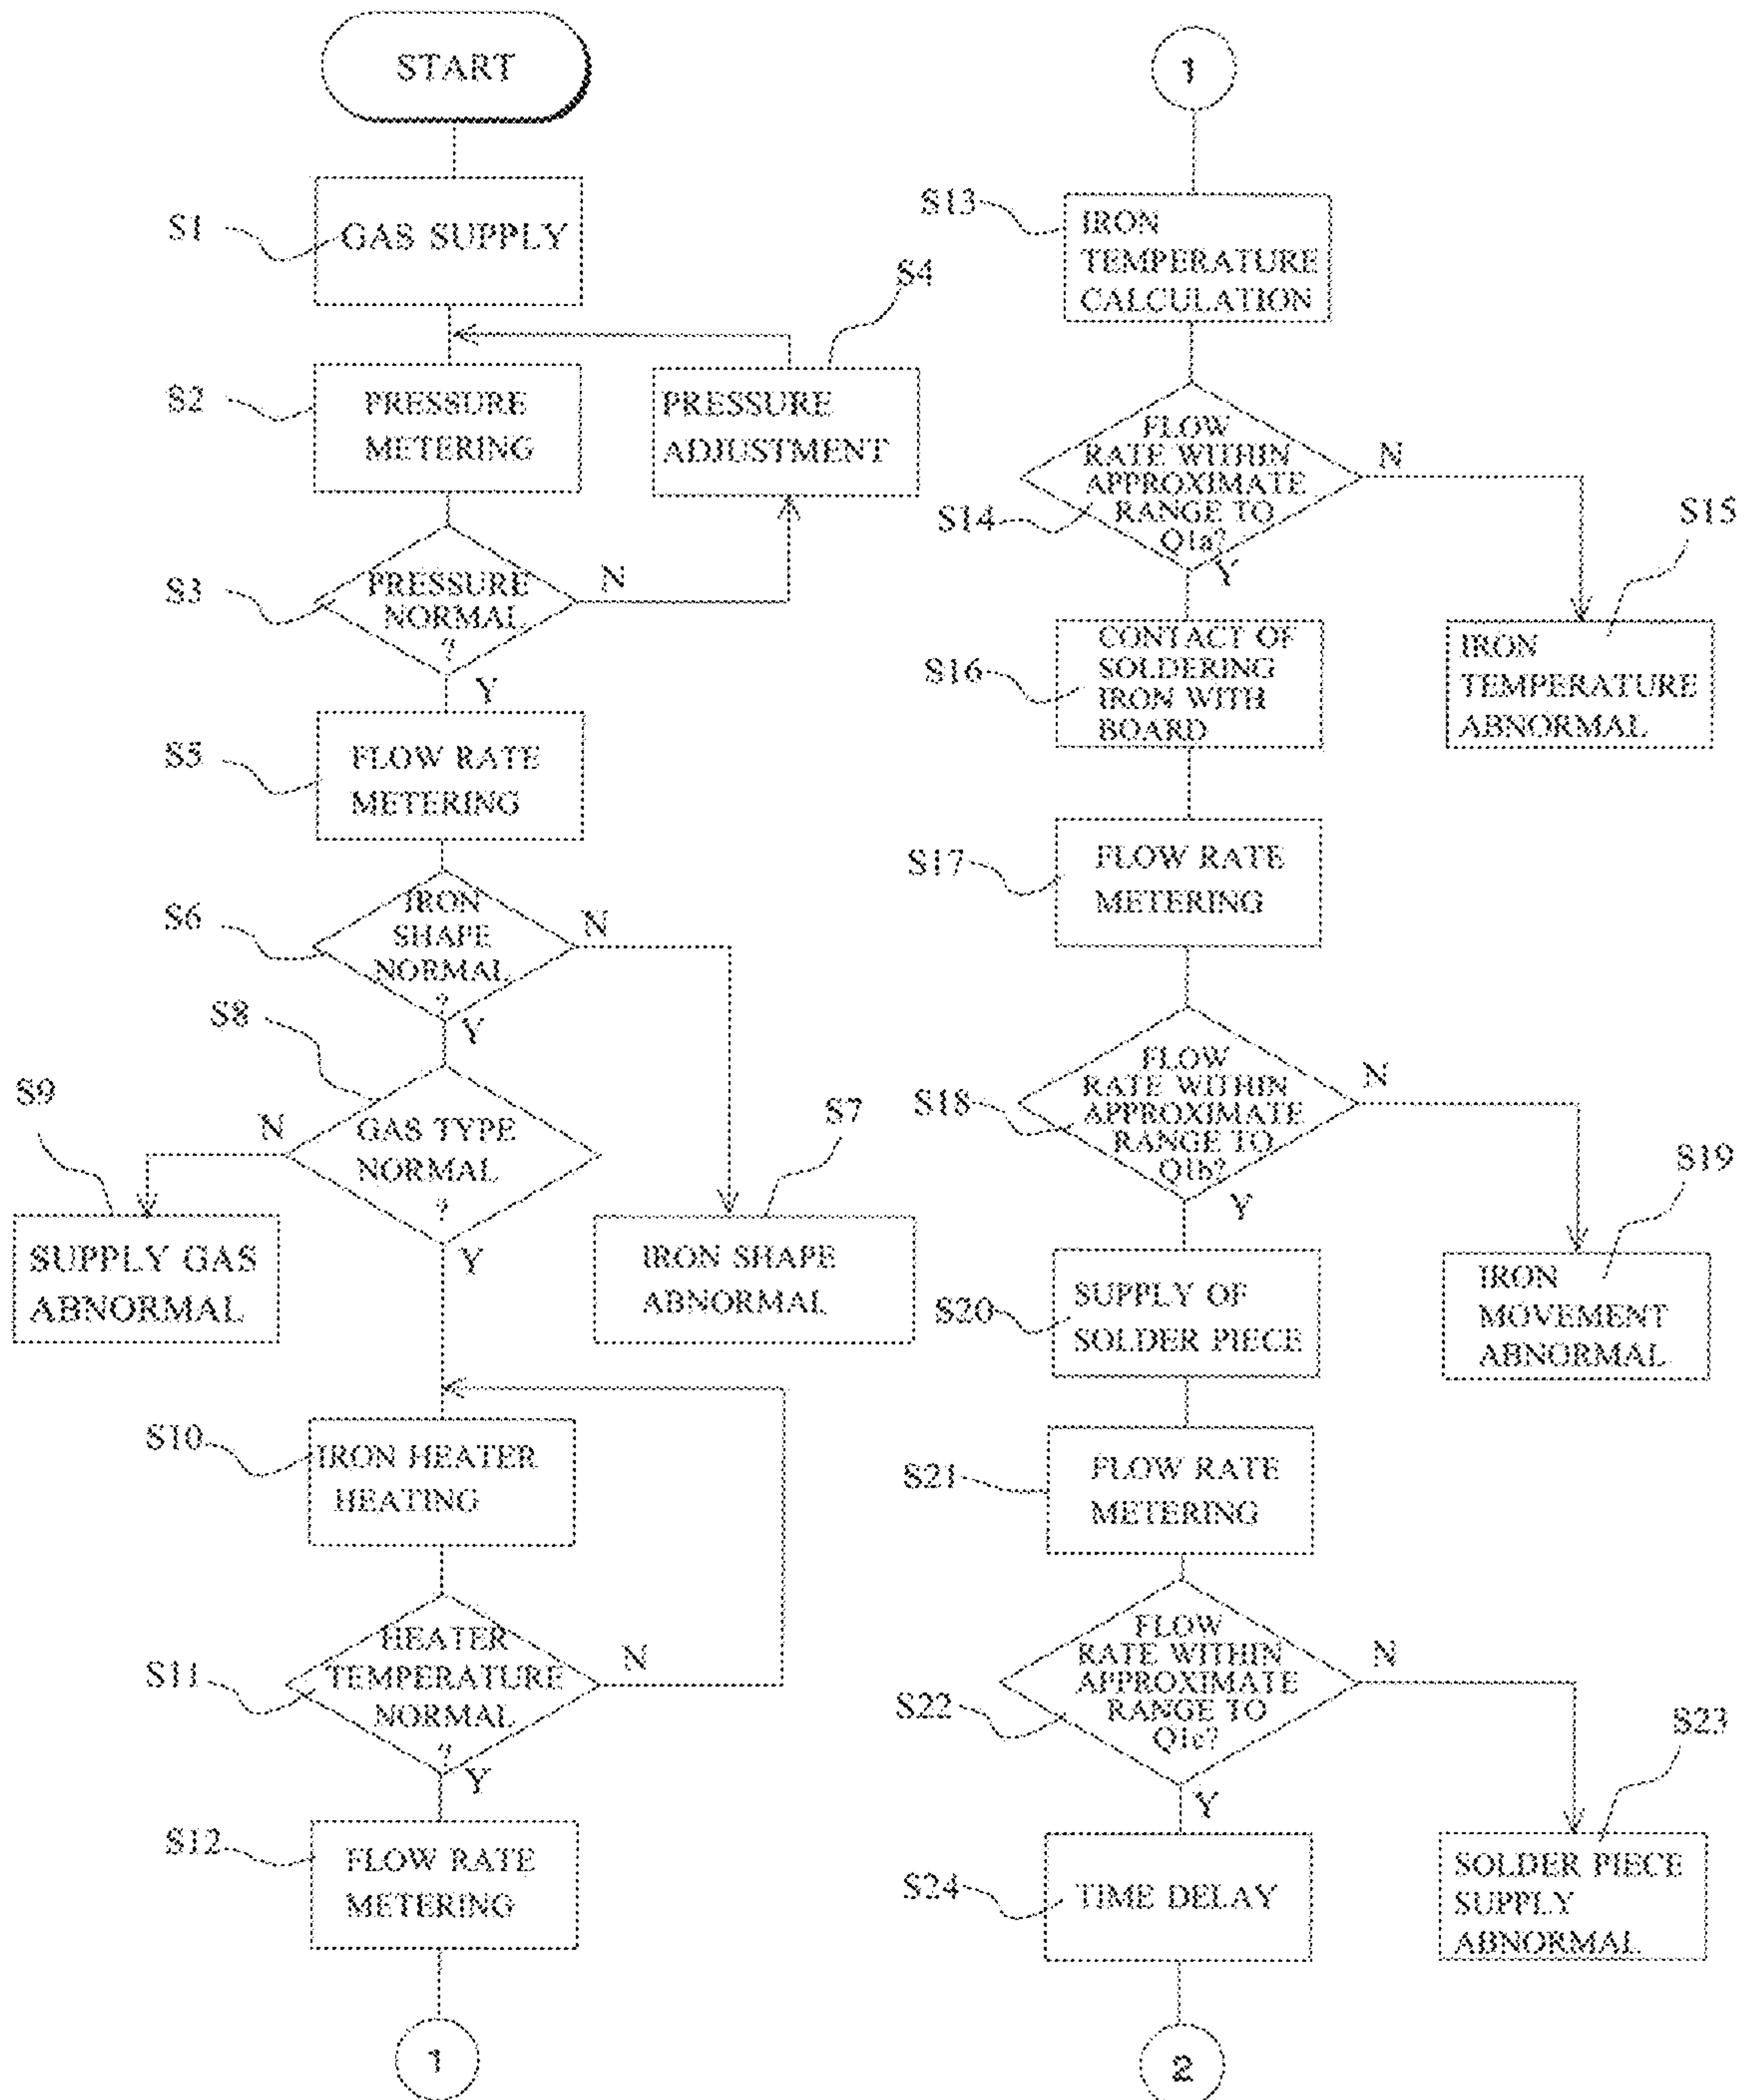 START
S1
GAS SUPPLY
S4
S2
PRESSURE
METERING
PRESSURE
ADJUSTMENT
S3
PRESSURE
NORMAL
?
N
Y
S5
FLOW RATE
METERING
S6
IRON
SHAPE
NORMAL
?
N
Y
S8
S9
N
GAS TYPE
NORMAL
?
Y
S7
SUPPLY GAS
ABNORMAL
IRON SHAPE
ABNORMAL
S10
IRON HEATER
HEATING
S11
HEATER
TEMPERATURE
NORMAL
?
N
Y
S12
FLOW RATE
METERING
1
1
S13
IRON
TEMPERATURE
CALCULATION
S14
FLOW
RATE WITHIN
APPROXIMATE
RANGE TO
Q1a?
N
Y
S15
IRON
TEMPERATURE
ABNORMAL
S16
CONTACT OF
SOLDERING
IRON WITH
BOARD
S17
FLOW RATE
METERING
S18
FLOW
RATE WITHIN
APPROXIMATE
RANGE TO
Q1b?
N
Y
S19
IRON
MOVEMENT
ABNORMAL
S20
SUPPLY OF
SOLDER PIECE
S21
FLOW RATE
METERING
S22
FLOW
RATE WITHIN
APPROXIMATE
RANGE TO
Q1c?
N
Y
S23
SOLDER PIECE
SUPPLY
ABNORMAL
S24
TIME DELAY
2